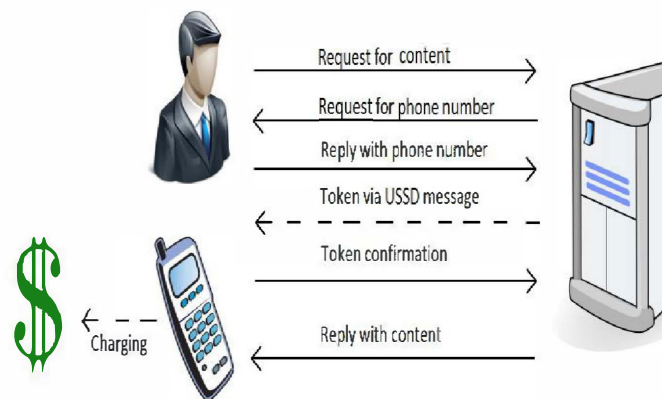 Request for content
Request for phone number
Reply with phone number
Token via USSD message
Token confirmation
Charging
Reply with content